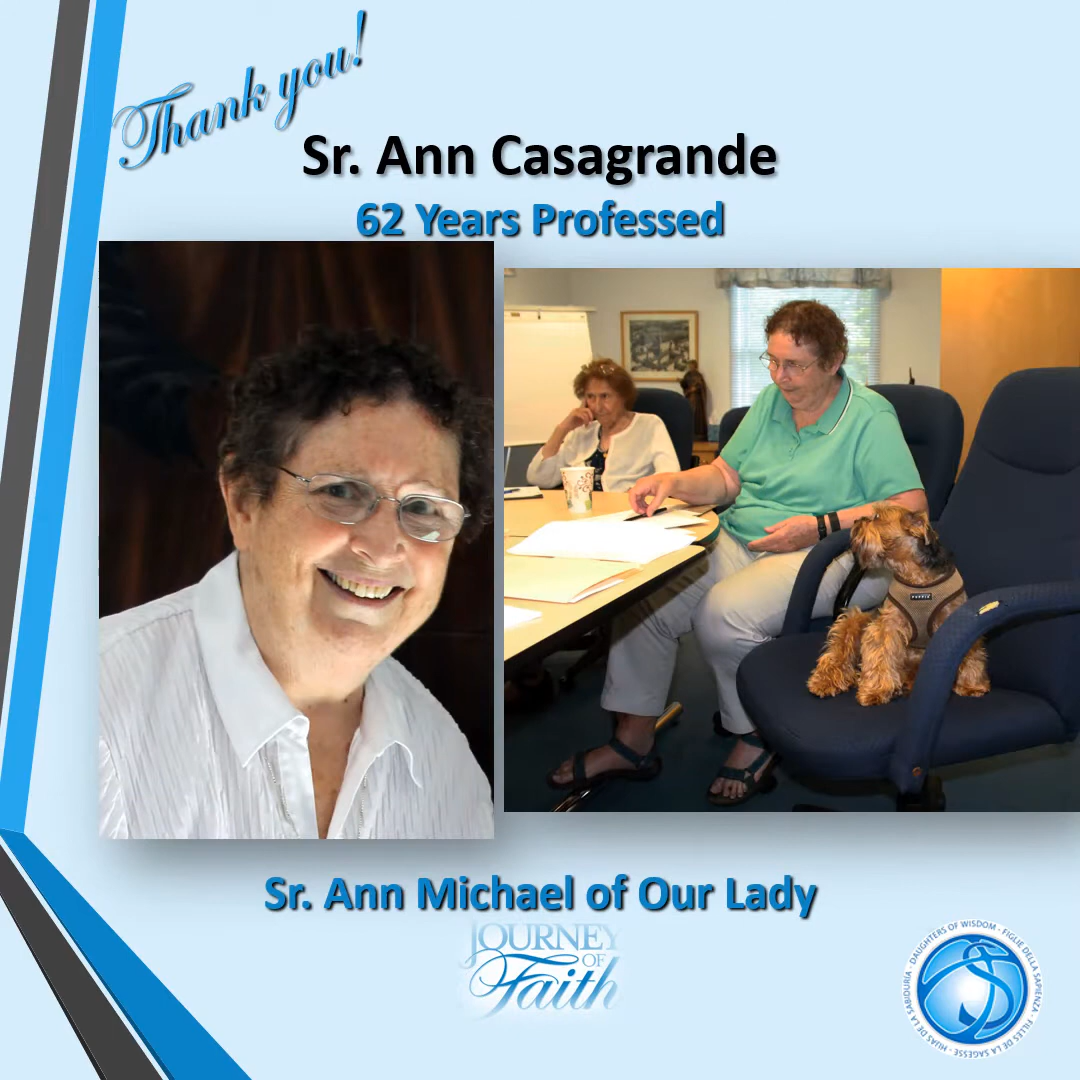 Thank you!
Sr. Ann Casagrande
62 Years Professed
Sr. Ann Michael of Our Lady
JOURNEY
OF
Faith
DAUGHTERS OF WISDOM - FIGLIE DELLA SAPIENZA - FILLES DE LA SAGESSE - HIJAS DE LA SABIDURIA -